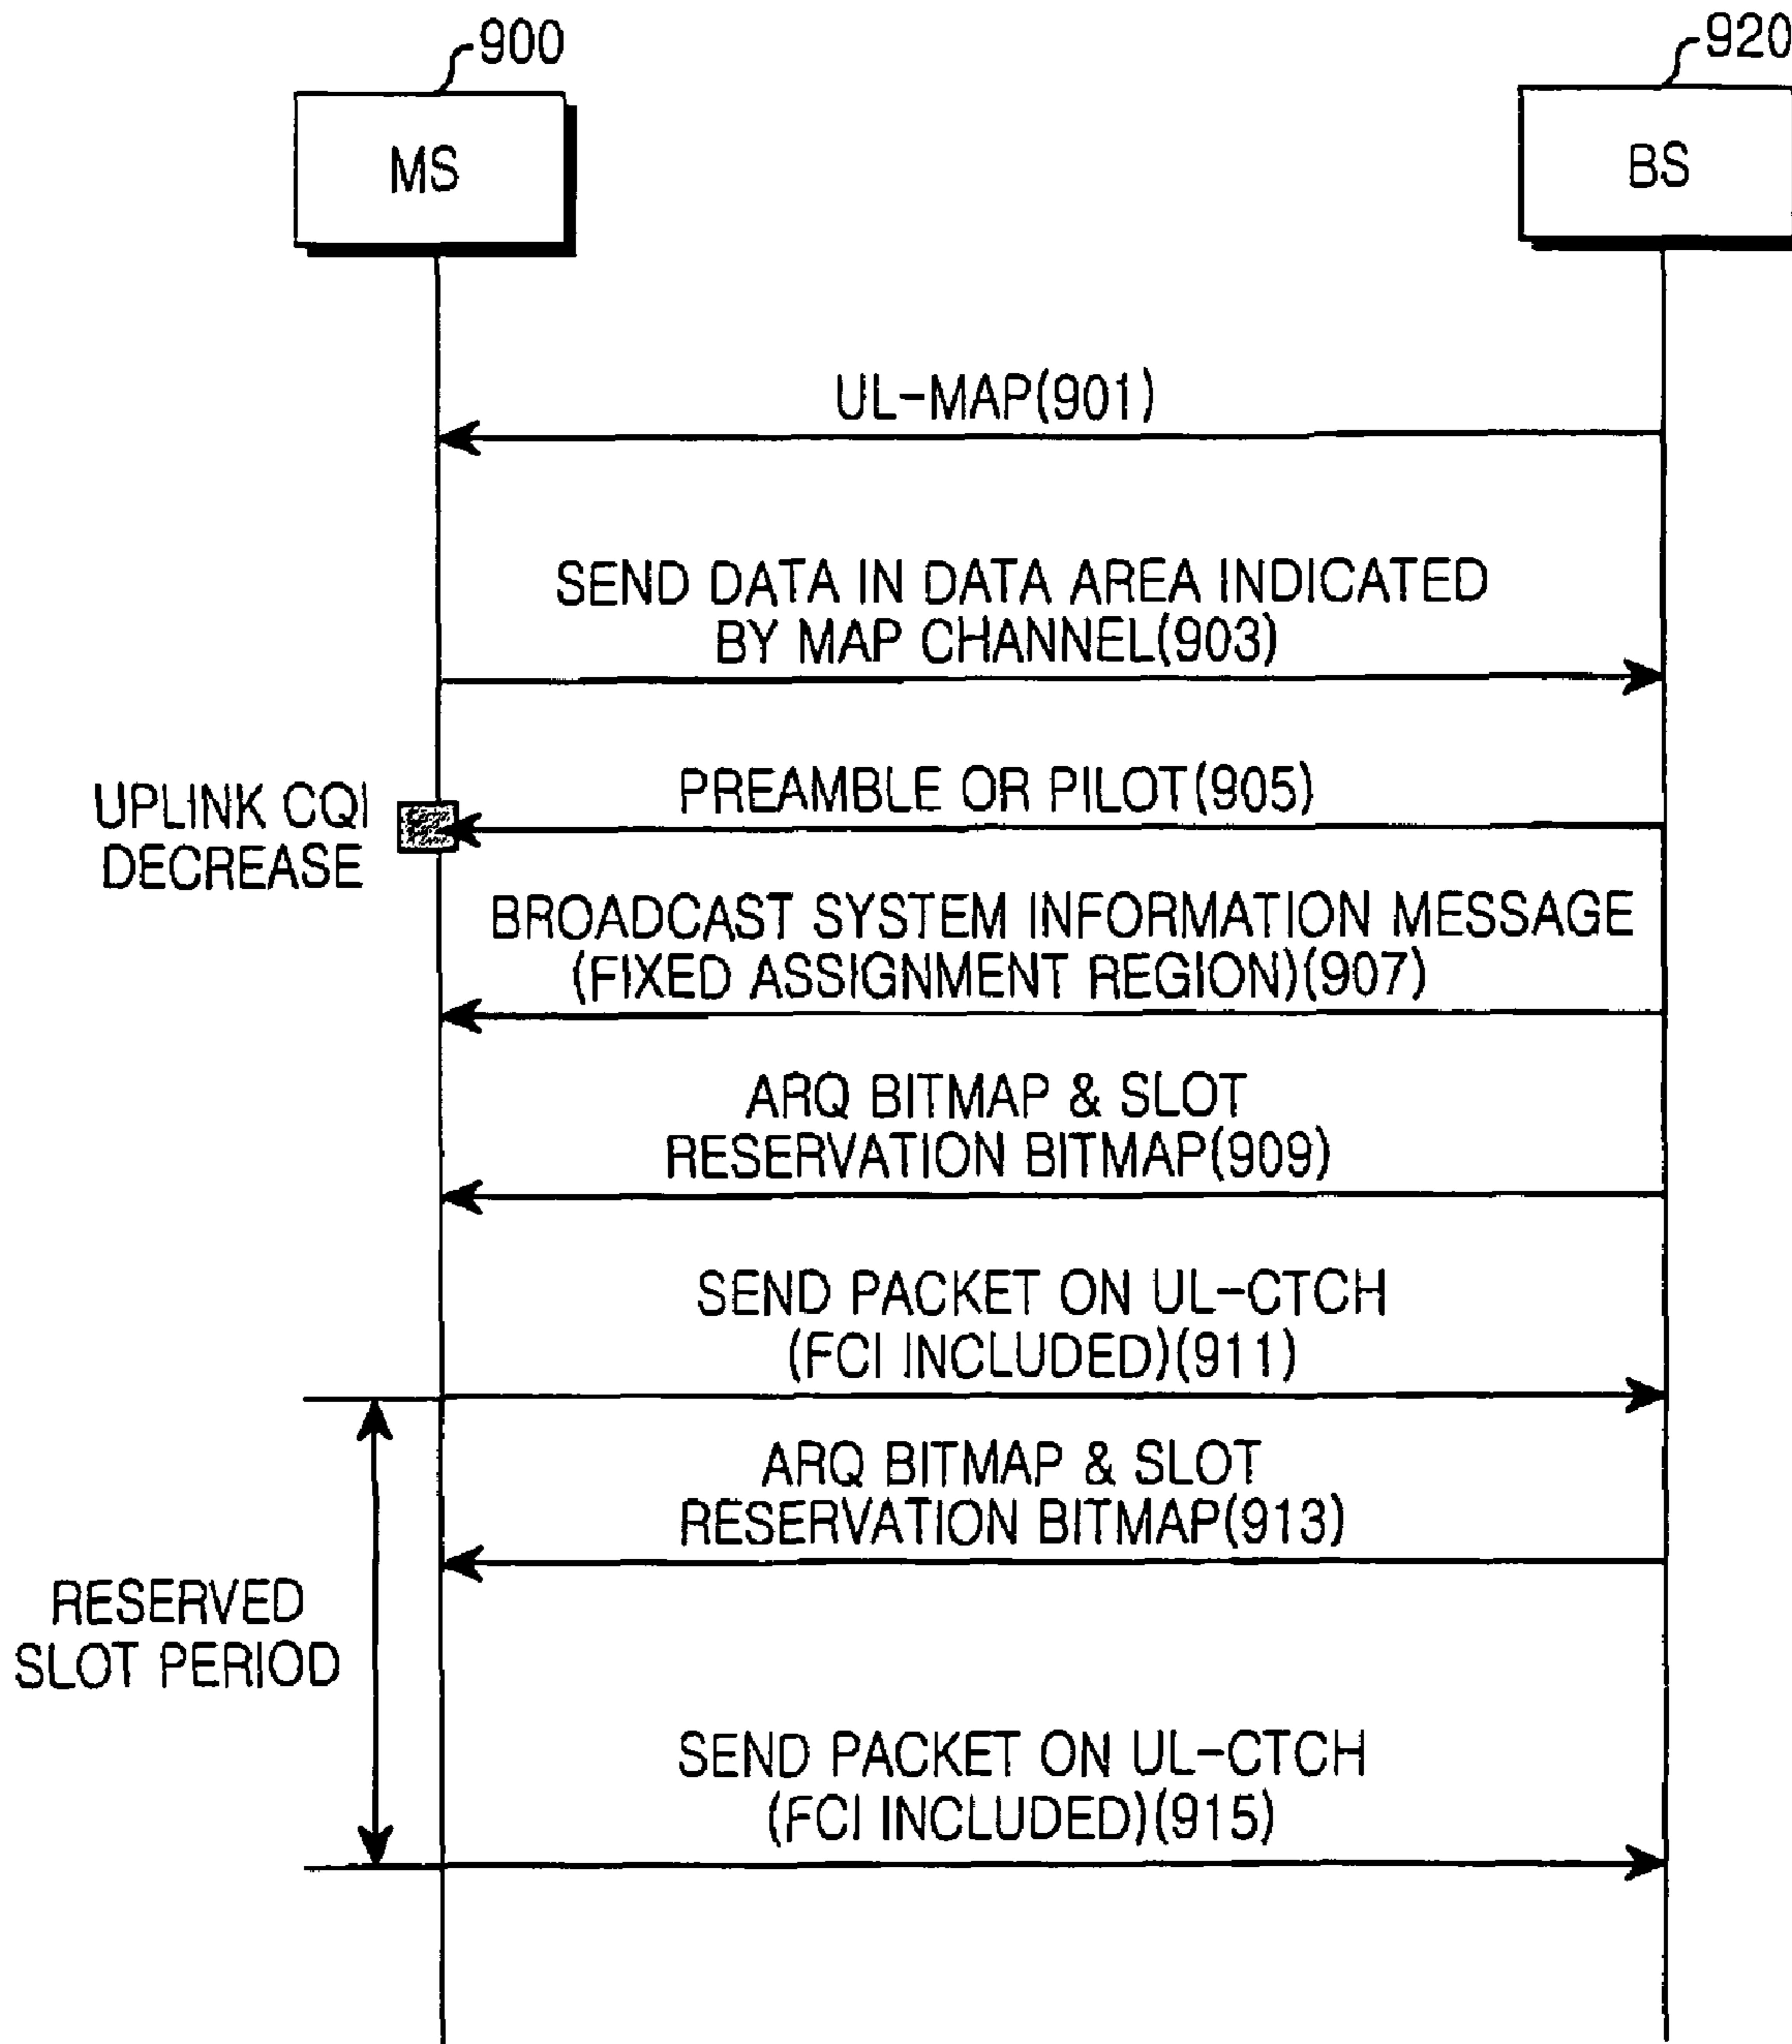 900
920
MS
BS
UL-MAP(901)
SEND DATA IN DATA AREA INDICATED
BY MAP CHANNEL(903)
UPLINK CQI
DECREASE
PREAMBLE OR PILOT(905)
BROADCAST SYSTEM INFORMATION MESSAGE
(FIXED ASSIGNMENT REGION)(907)
ARQ BITMAP & SLOT
RESERVATION BITMAP(909)
SEND PACKET ON UL-CTCH
(FCI INCLUDED)(911)
ARQ BITMAP & SLOT
RESERVATION BITMAP(913)
RESERVED
SLOT PERIOD
SEND PACKET ON UL-CTCH
(FCI INCLUDED)(915)